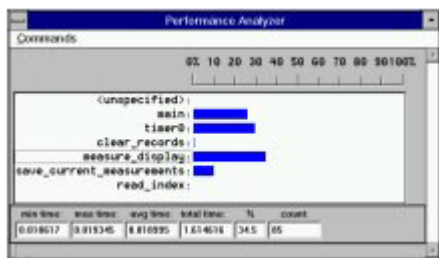 Performance Analyzer
Commands
0% 10 20 30 40 50 60 70 80 90100%
<unspecified>:
main:
timer0:
clear_records:
measure_display:
save_current_measurements:
read_index:
min time: max time: avg time: total time: % count:
0.018617 0.019345 0.018995 1.614616 34.5 85